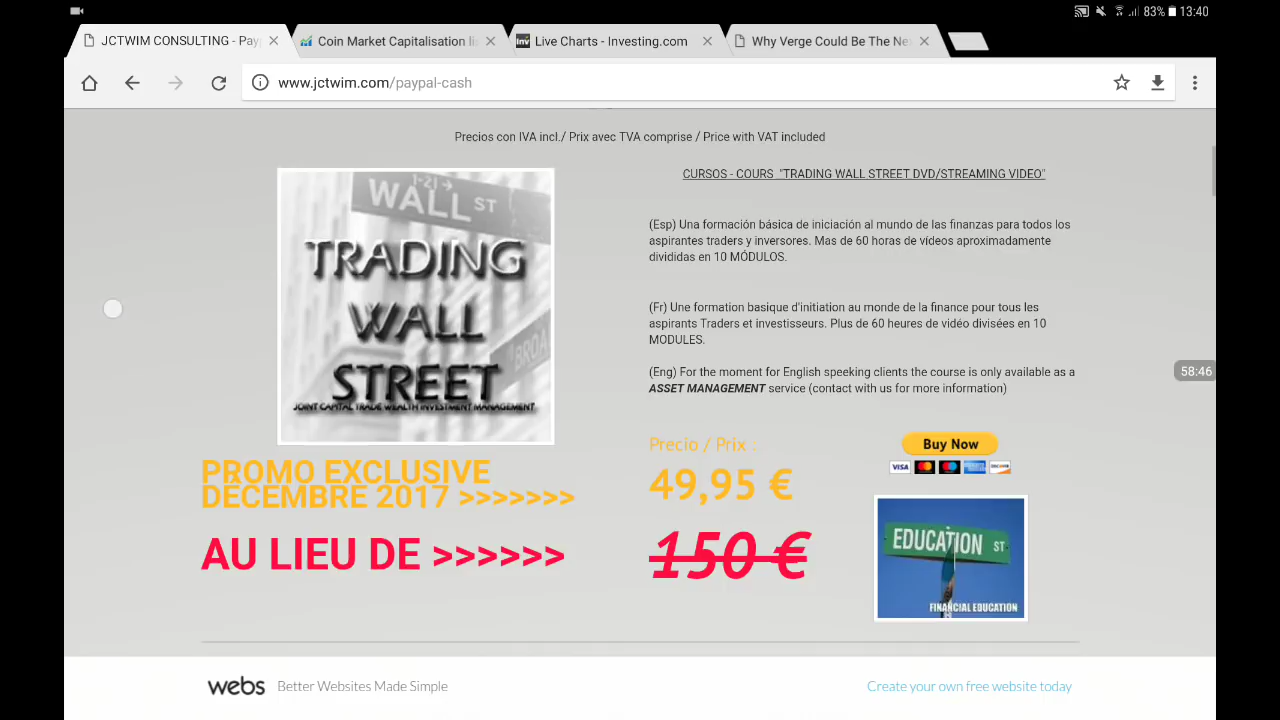 83% 13:40
JCTWIM CONSULTING - Pay
Coin Market Capitalisation li
Live Charts - Investing.com
Why Verge Could Be The Ne
www.jctwim.com/paypal-cash
Precios con IVA incl./ Prix avec TVA comprise / Price with VAT included
WALL ST
TRADING
WALL
STREET
JOINT CAPITAL TRADE WEALTH INVESTMENT MANAGEMENT
CURSOS - COURS "TRADING WALL STREET DVD/STREAMING VIDEO"
(Esp) Una formación básica de iniciación al mundo de las finanzas para todos los
aspirantes traders y inversores. Mas de 60 horas de vídeos aproximadamente
divididas en 10 MÓDULOS.
(Fr) Une formation basique d'initiation au monde de la finance pour tous les
aspirants Traders et investisseurs. Plus de 60 heures de vidéo divisées en 10
MODULES.
(Eng) For the moment for English speeking clients the course is only available as a
ASSET MANAGEMENT service (contact with us for more information)
58:46
PROMO EXCLUSIVE
DÉCEMBRE 2017 >>>>>>>
AU LIEU DE >>>>>>
Precio / Prix ..
49,95 €
150 €
Buy Now
VISA
EDUCATION ST
FINANCIAL EDUCATION
webs Better Websites Made Simple
Create your own free website today